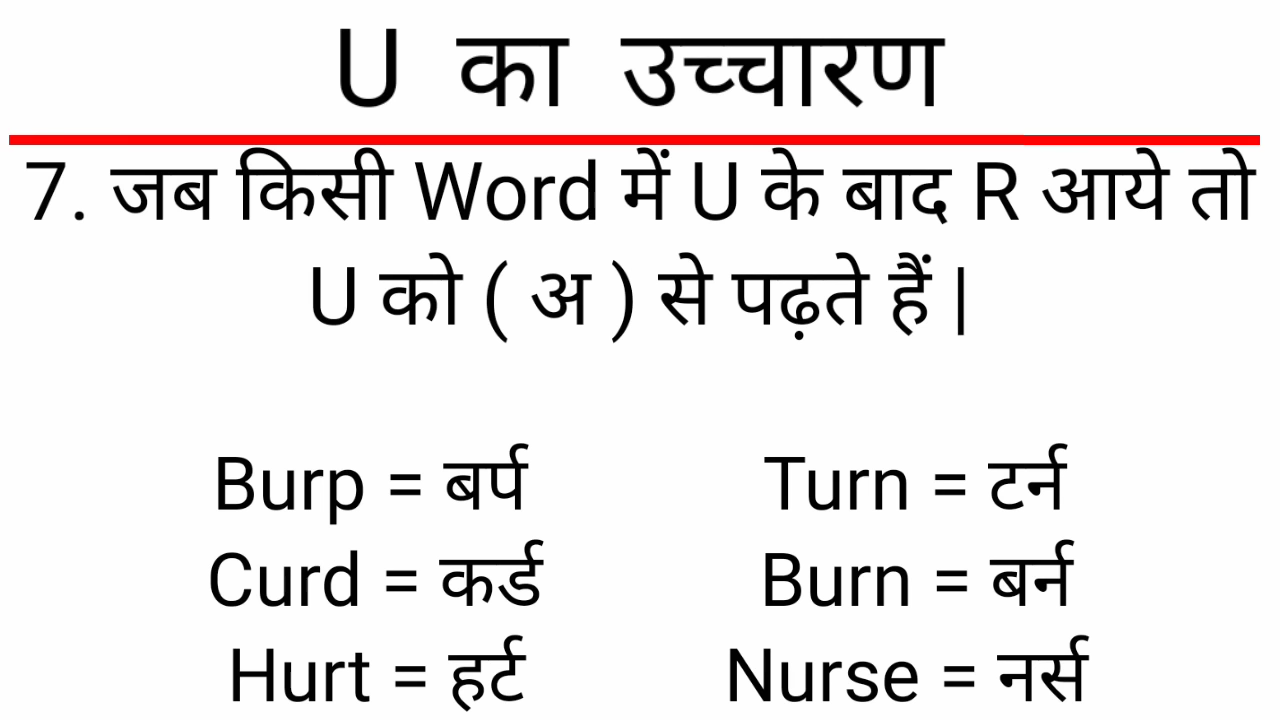 U का उच्चारण
7. जब किसी Word में U के बाद R आये तो
U को ( अ ) से पढ़ते हैं |
Burp = बर्प Turn = टर्न
Curd = कर्ड Burn = बर्न
Hurt = हर्ट Nurse = नर्स